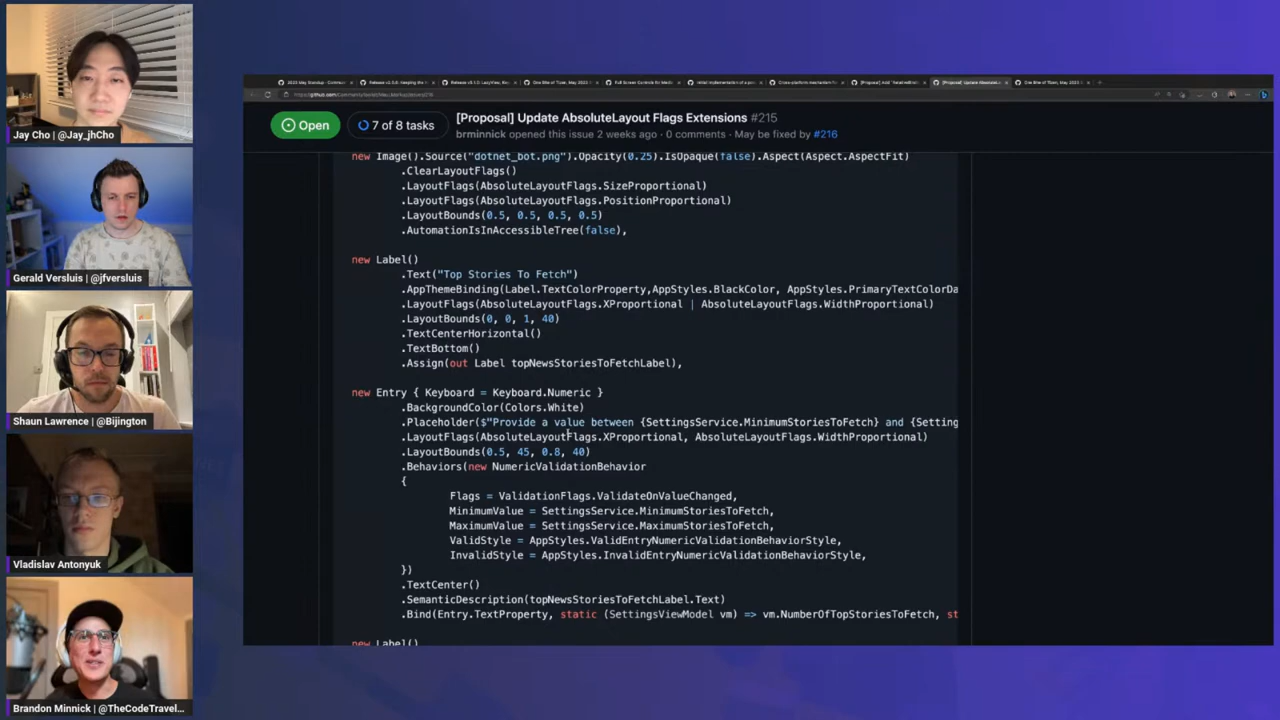 Jay Cho | @Jay_jhCho
Gerald Versluis | @jfversluis
Shaun Lawrence | @Bijington
Vladislav Antonyuk
Brandon Minnick | @TheCodeTravel...
Open
7 of 8 tasks
[Proposal] Update AbsoluteLayout Flags Extensions #215
brminnick opened this issue 2 weeks ago · 0 comments · May be fixed by #216
new Image().Source("dotnet_bot.png").Opacity(0.25).IsOpaque(false).Aspect(Aspect.AspectFit)
.ClearLayoutFlags()
.LayoutFlags(AbsoluteLayoutFlags.SizeProportional)
.LayoutFlags(AbsoluteLayoutFlags.PositionProportional)
.LayoutBounds(0.5, 0.5, 0.5, 0.5)
.AutomationIsInAccessibleTree(false),
new Label()
.Text("Top Stories To Fetch")
.AppThemeBinding(Label.TextColorProperty,AppStyles.BlackColor, AppStyles.PrimaryTextColorDa
.LayoutFlags(AbsoluteLayoutFlags.XProportional | AbsoluteLayoutFlags.WidthProportional)
.LayoutBounds(0, 0, 1, 40)
.TextCenterHorizontal()
.TextBottom()
.Assign(out Label topNewsStoriesToFetchLabel),
new Entry { Keyboard = Keyboard.Numeric }
.BackgroundColor(Colors.White)
.Placeholder($"Provide a value between {SettingsService.MinimumStoriesToFetch} and {Setting
.LayoutFlags(AbsoluteLayoutFlags.XProportional, AbsoluteLayoutFlags.WidthProportional)
.LayoutBounds(0.5, 45, 0.8, 40)
.Behaviors(new NumericValidationBehavior
{
Flags = ValidationFlags.ValidateOnValueChanged,
MinimumValue = SettingsService.MinimumStoriesToFetch,
MaximumValue = SettingsService.MaximumStoriesToFetch,
ValidStyle = AppStyles.ValidEntryNumericValidationBehaviorStyle,
InvalidStyle = AppStyles.InvalidEntryNumericValidationBehaviorStyle,
})
.TextCenter()
.SemanticDescription(topNewsStoriesToFetchLabel.Text)
.Bind(Entry.TextProperty, static (SettingsViewModel vm) => vm.NumberOfTopStoriesToFetch, st
new Label()